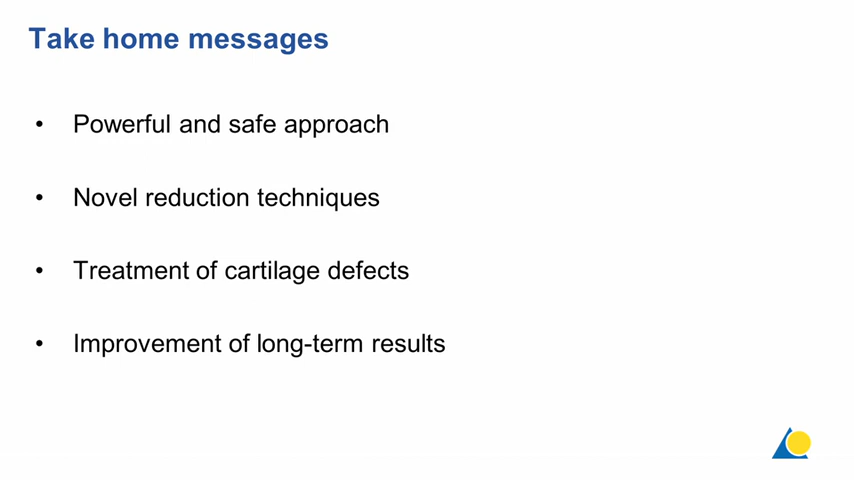 Take home messages
• Powerful and safe approach
• Novel reduction techniques
• Treatment of cartilage defects
• Improvement of long-term results